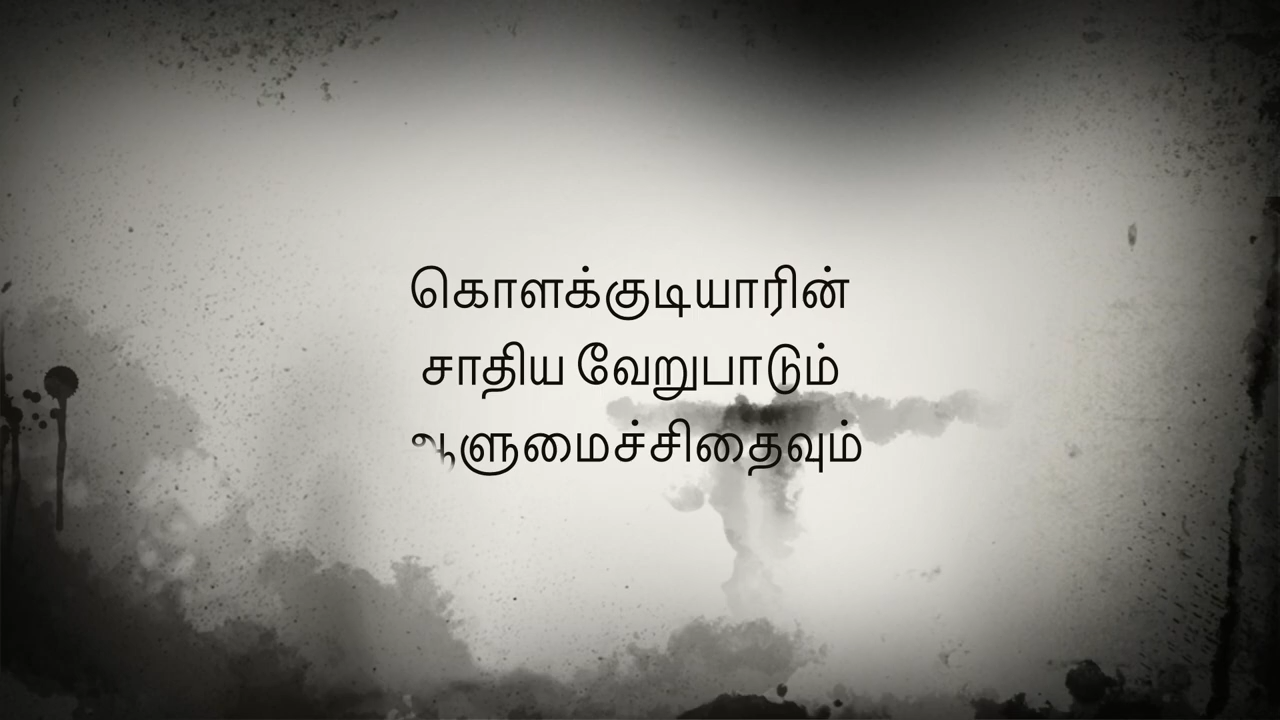 கொளக்குடியாரின்
சாதிய வேறுபாடும்
ஆளுமைச்சிதைவும்